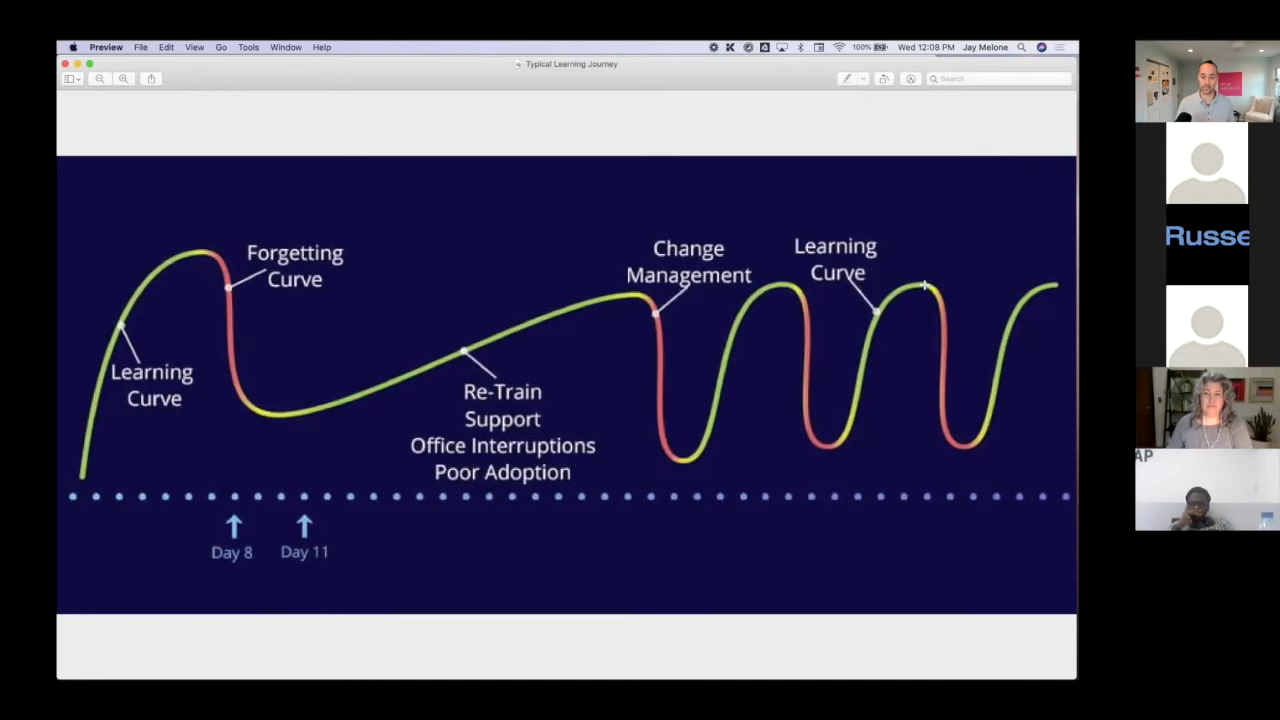 Preview File Edit View Go Tools Window Help
100% Wed 12:08 PM Jay Melone
Typical Learning Journey
Search
Forgetting
Curve
Change
Management
Learning
Curve
Learning
Curve
Re-Train
Support
Office Interruptions
Poor Adoption
Day 8 Day 11
Russe
AP